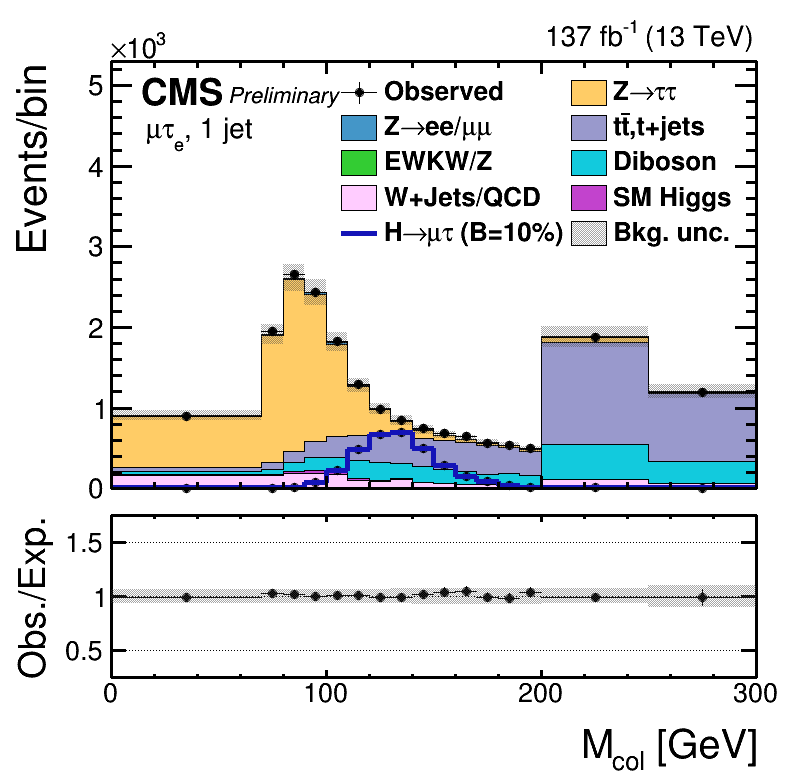 ×10³
137 fb⁻¹ (13 TeV)
CMS Preliminary
μτₑ, 1 jet
Observed
Z→ττ
Z→ee/μμ
tt̄,t+jets
EWKW/Z
Diboson
W+Jets/QCD
SM Higgs
H→μτ (B=10%)
Bkg. unc.
Events/bin
5
4
3
2
1
0
Obs./Exp.
1.5
1
0.5
0 100 200 300
M_col [GeV]